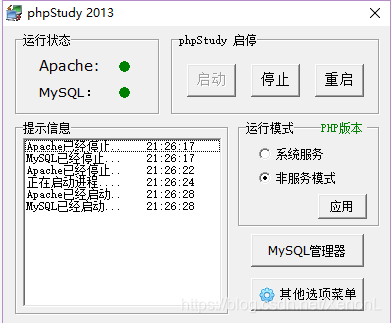 phpStudy 2013
运行状态
Apache:
MySQL：
phpStudy 启停
启动
停止
重启
提示信息
Apache已经停止.. 21:26:17
MySQL已经停止... 21:26:17
Apache已经停止.. 21:26:22
正在启动进程.... 21:26:24
Apache已经启动.. 21:26:28
MySQL已经启动... 21:26:28
运行模式 PHP版本
系统服务
非服务模式
应用
MySQL管理器
其他选项菜单